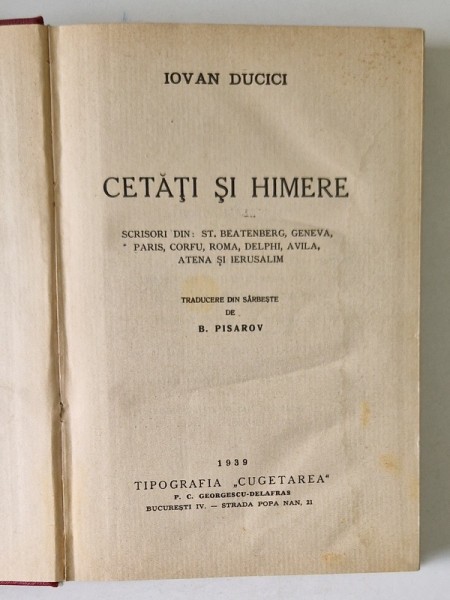 IOVAN DUCICI
CETĂŢI ŞI HIMERE
SCRISORI DIN: ST. BEATENBERG, GENEVA,
PARIS, CORFU, ROMA, DELPHI, AVILA,
ATENA ŞI IERUSALIM
TRADUCERE DIN SÂRBEŞTE
DE
B. PISAROV
1939
TIPOGRAFIA „CUGETAREA“
P. C. GEORGESCU-DELAFRAS
BUCUREŞTI IV. — STRADA POPA NAN, 21